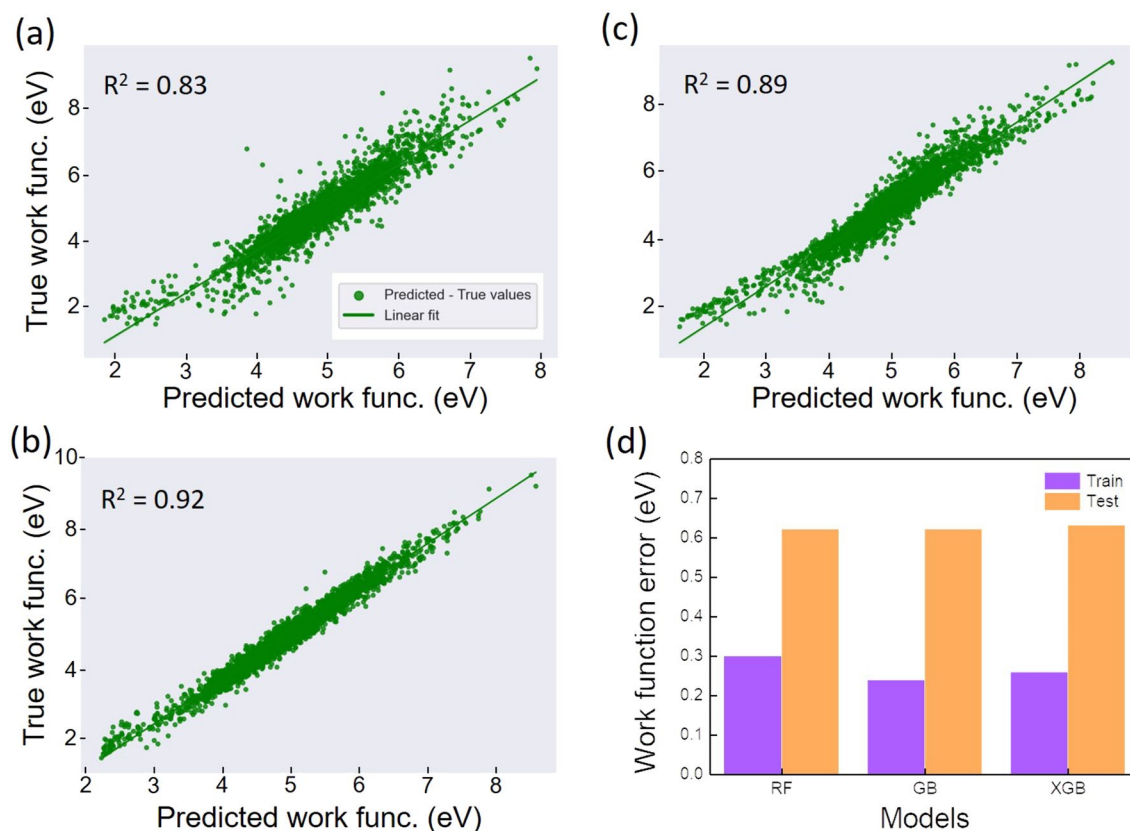 (a)
R² = 0.83
True work func. (eV)
8
6
4
2
Predicted - True values
Linear fit
2 3 4 5 6 7 8
Predicted work func. (eV)
(c)
R² = 0.89
8
6
4
2
2 3 4 5 6 7 8
Predicted work func. (eV)
(b)
R² = 0.92
True work func. (eV)
10
8
6
4
2
2 3 4 5 6 7 8
Predicted work func. (eV)
(d)
Work function error (eV)
0.8
0.7
0.6
0.5
0.4
0.3
0.2
0.1
0.0
Train
Test
RF GB XGB
Models